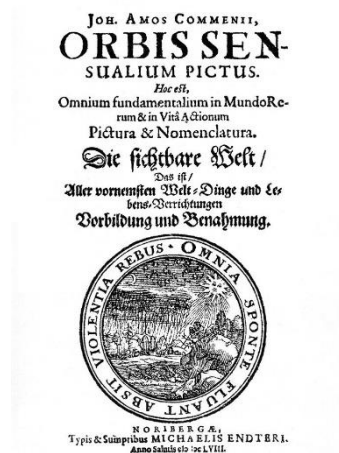 JOH. AMOS COMMENII,
ORBIS SEN-
SUALIUM PICTUS.
Hoc est,
Omnium fundamentalium in Mundo Re-
rum & in Vitâ Actionum
Pictura & Nomenclatura.
Die sichtbare Welt /
Das ist /
Aller vornemsten Welt-Dinge und Le-
bens-Verrichtungen
Vorbildung und Benahmung.
OMNIA SPONTE FLUANT ABSIT VIOLENTIA REBUS
NORIBERGÆ,
Typis & Sumptibus MICHAELIS ENDTERI.
Anno Salutis LVIII.